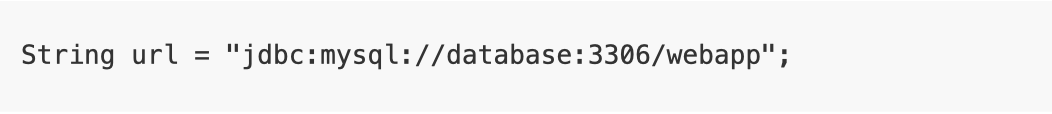 String url = "jdbc:mysql://database:3306/webapp";